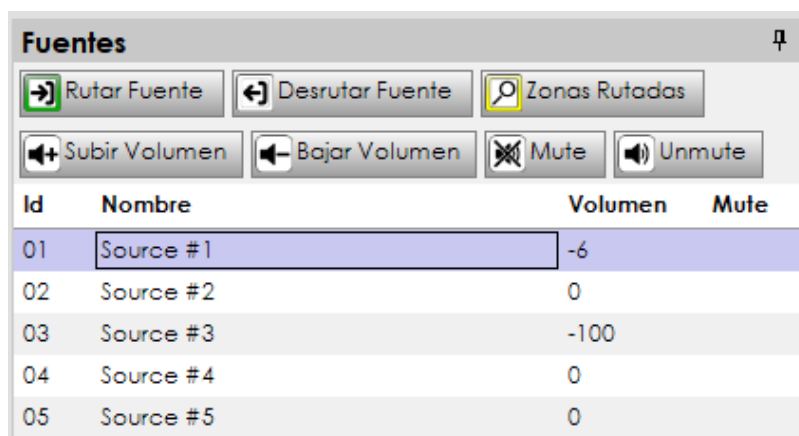 Fuentes
Rutar Fuente Desrutar Fuente Zonas Rutadas
Subir Volumen Bajar Volumen Mute Unmute
Id Nombre Volumen Mute
01 Source #1 -6
02 Source #2 0
03 Source #3 -100
04 Source #4 0
05 Source #5 0